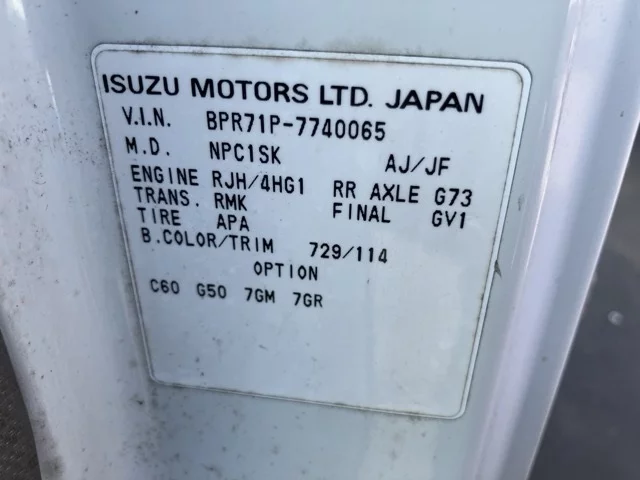 ISUZU MOTORS LTD. JAPAN
V.I.N. BPR71P-7740065
M.D. NPC1SK AJ/JF
ENGINE RJH/4HG1 RR AXLE G73
TRANS. RMK FINAL GV1
TIRE APA
B.COLOR/TRIM 729/114
OPTION
C60 G50 7GM 7GR